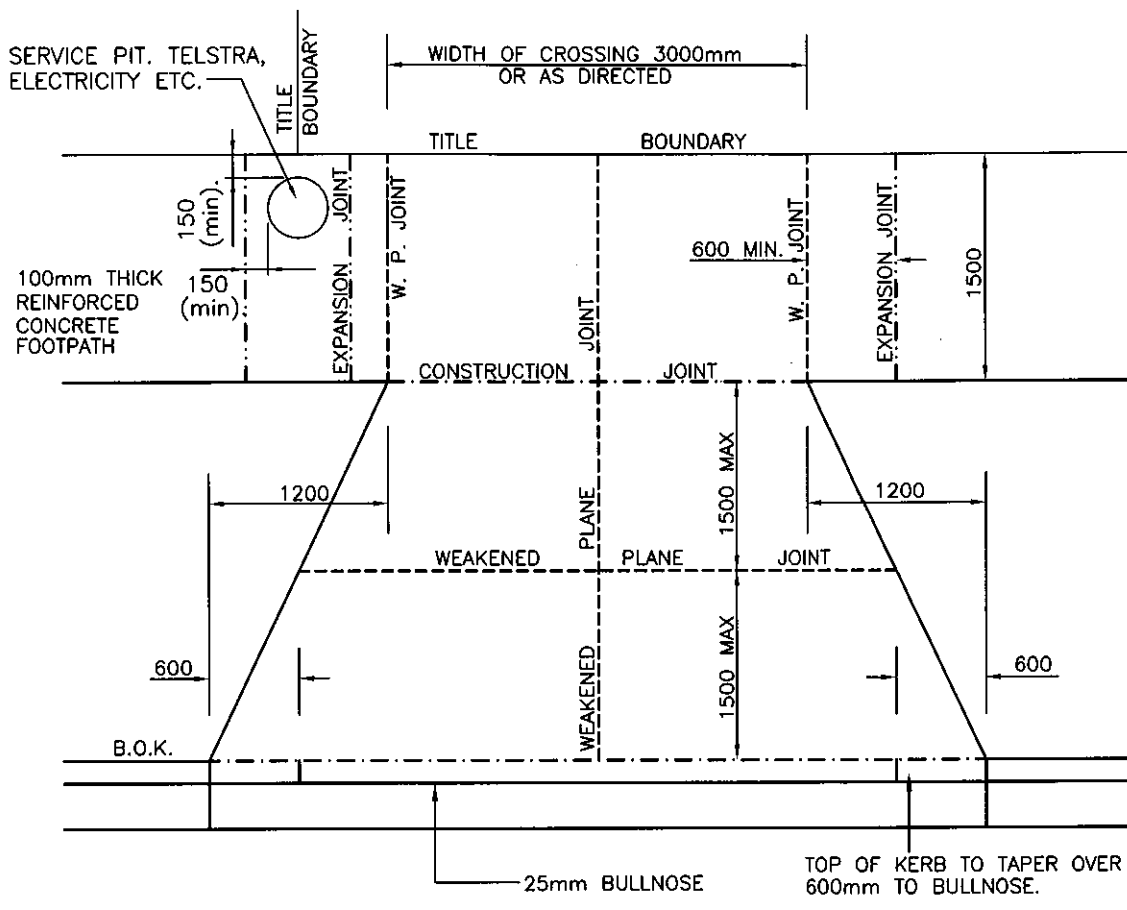 SERVICE PIT. TELSTRA,
ELECTRICITY ETC.
TITLE
BOUNDARY
WIDTH OF CROSSING 3000mm
OR AS DIRECTED
TITLE BOUNDARY
150
(min).
150
(min).
EXPANSION JOINT
W. P. JOINT
600 MIN.
W. P. JOINT
EXPANSION JOINT
1500
100mm THICK
REINFORCED
CONCRETE
FOOTPATH
CONSTRUCTION JOINT
WEAKENED PLANE JOINT
1200
1500 MAX
1200
WEAKENED PLANE JOINT
600
1500 MAX
600
B.O.K.
25mm BULLNOSE
TOP OF KERB TO TAPER OVER
600mm TO BULLNOSE.